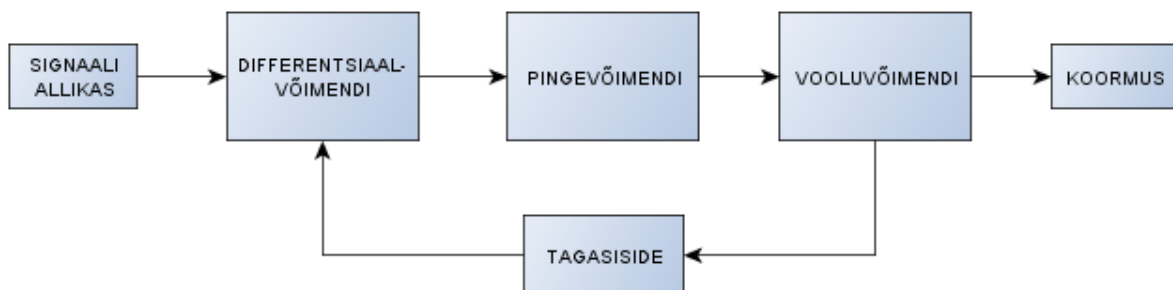 SIGNAALI
ALLIKAS
DIFFERENTSIAAL-
VÕIMENDI
PINGEVÕIMENDI
VOOLUVÕIMENDI
KOORMUS
TAGASISIDE